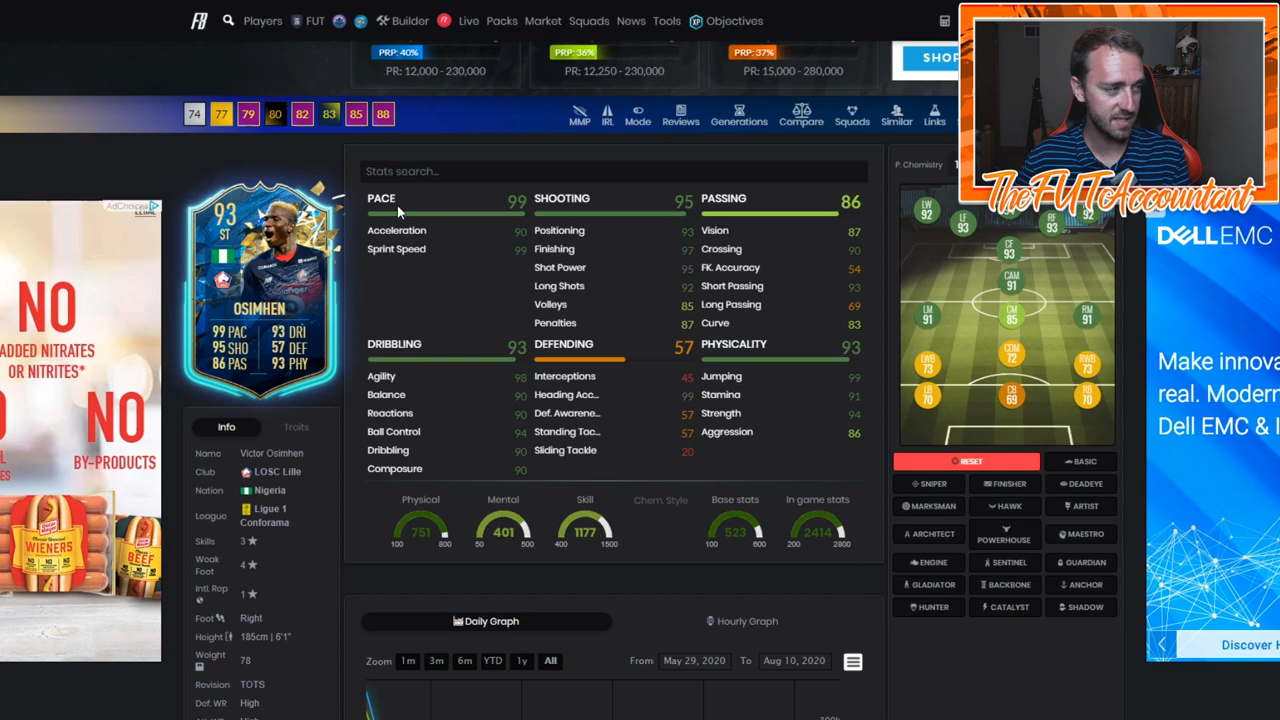 FB Players FUT Builder Live Packs Market Squads News Tools XP Objectives
PRP: 40% PRP: 36% PRP: 37%
PR: 12,000 - 230,000 PR: 12,250 - 230,000 PR: 15,000 - 280,000
SHOP
74 77 79 80 82 83 85 88
MMP IRL Mode Reviews Generations Compare Squads Similar Links
TheFUTAccountant
AdChoices
NO
ADDED NITRATES
OR NITRITES*
NO
BY-PRODUCTS
WIENERS
BEEF
93
ST
OSIMHEN
99 PAC 93 DRI
95 SHO 57 DEF
86 PAS 93 PHY
Info Traits
Name Victor Osimhen
Club LOSC Lille
Nation Nigeria
League Ligue 1
Conforama
Skills 3★
Weak
Foot 4★
Intl. Rep 1★
Foot Right
Height 185cm | 6'1"
Weight 78
Revision TOTS
Def. WR High
Stats search...
PACE 99
Acceleration 90
Sprint Speed 99
SHOOTING 95
Positioning 93
Finishing 97
Shot Power 95
Long Shots 92
Volleys 85
Penalties 87
PASSING 86
Vision 87
Crossing 90
FK. Accuracy 54
Short Passing 93
Long Passing 69
Curve 83
DRIBBLING 93
Agility 98
Balance 90
Reactions 90
Ball Control 94
Dribbling 90
Composure 90
DEFENDING 57
Interceptions 45
Heading Acc... 99
Def. Awarene... 57
Standing Tac... 57
Sliding Tackle 20
PHYSICALITY 93
Jumping 99
Stamina 91
Strength 94
Aggression 86
Physical Mental Skill Chem. Style Base stats In game stats
751 401 1177 523 2414
100 800 50 500 400 1500 100 600 200 2800
Daily Graph Hourly Graph
Zoom 1m 3m 6m YTD 1y All From May 29, 2020 To Aug 10, 2020
P. Chemistry
LW
92
LF
93
RF
93
CF
93
CAM
91
LM
91
CM
85
RM
91
CDM
72
LWB
73
RWB
73
LB
70
CB
69
RB
70
RESET BASIC
SNIPER FINISHER DEADEYE
MARKSMAN HAWK ARTIST
ARCHITECT POWERHOUSE MAESTRO
ENGINE SENTINEL GUARDIAN
GLADIATOR BACKBONE ANCHOR
HUNTER CATALYST SHADOW
DELLEMC
Make innova
real. Modern
Dell EMC & I
Discover